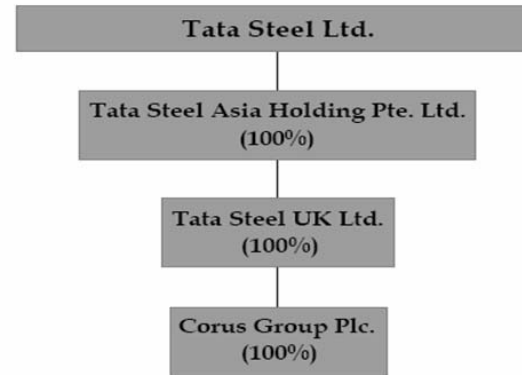 Tata Steel Ltd.
Tata Steel Asia Holding Pte. Ltd.
(100%)
Tata Steel UK Ltd.
(100%)
Corus Group Plc.
(100%)